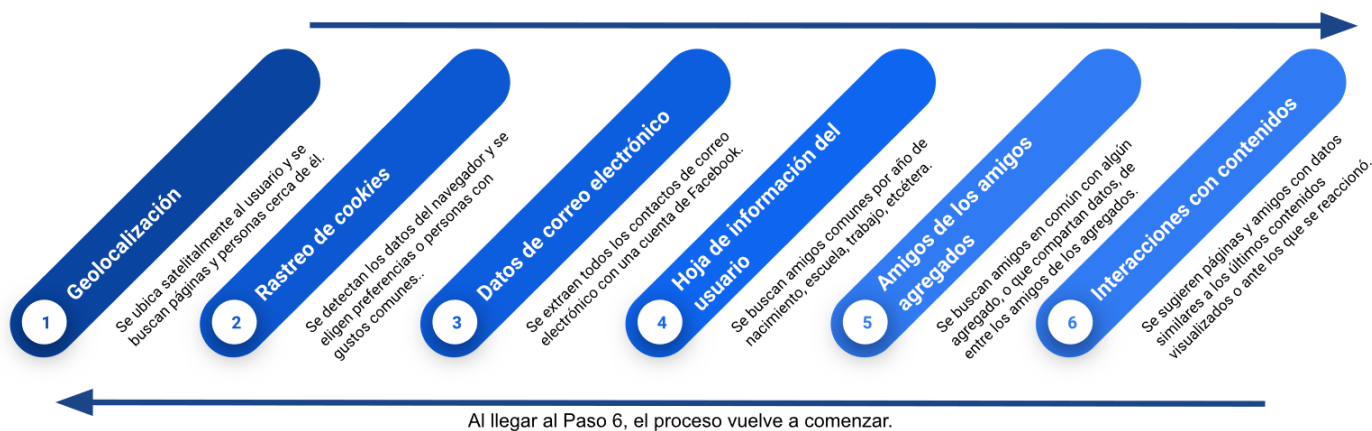 1
Geolocalización
Se ubica satelitalmente al usuario y se
buscan páginas y personas cerca de él.
2
Rastreo de cookies
Se detectan los datos del navegador y se
eligen preferencias o personas con
gustos comunes..
3
Datos de correo electrónico
Se extraen todos los contactos de correo
electrónico con una cuenta de Facebook.
4
Hoja de información del
usuario
Se buscan amigos comunes por año de
nacimiento, escuela, trabajo, etcétera.
5
Amigos de los amigos
agregados
Se buscan amigos en común con algún
agregado, o que compartan datos, de
entre los amigos de los agregados.
6
Interacciones con contenidos
Se sugieren páginas y amigos con datos
similares a los últimos contenidos
visualizados o ante los que se reaccionó.
Al llegar al Paso 6, el proceso vuelve a comenzar.